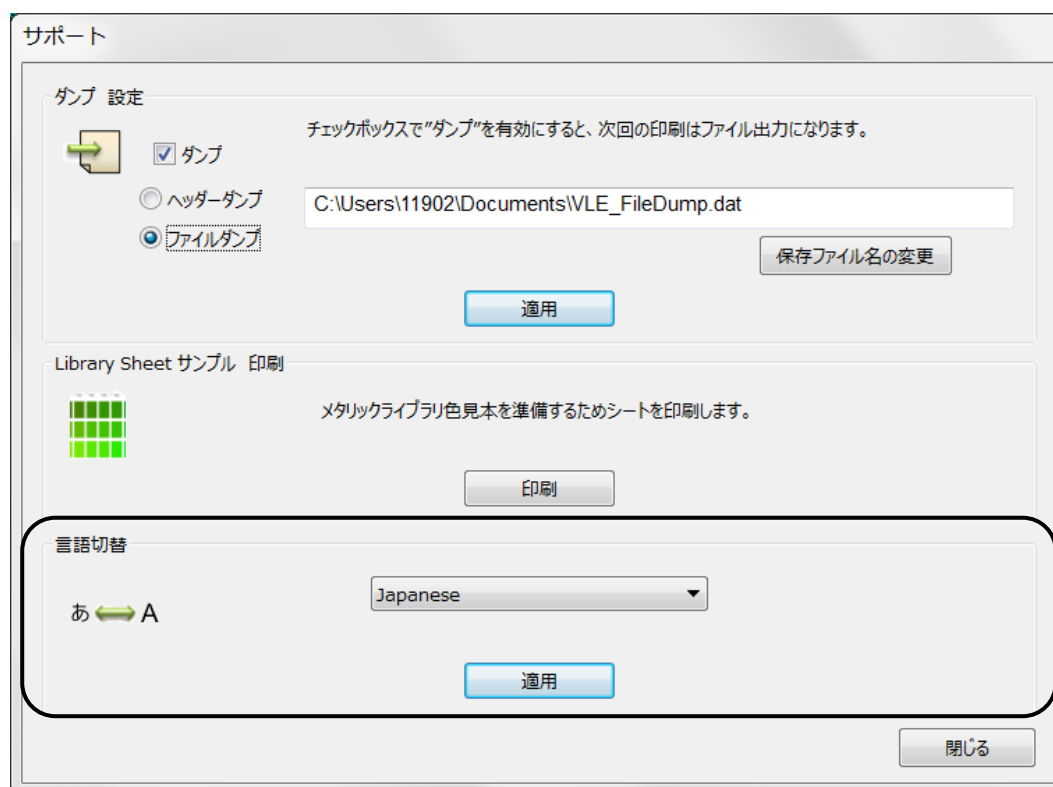 サポート
ダンプ 設定
チェックボックスで"ダンプ"を有効にすると、次回の印刷はファイル出力になります。
ダンプ
ヘッダーダンプ
C:\Users\11902\Documents\VLE_FileDump.dat
ファイルダンプ
保存ファイル名の変更
適用
Library Sheet サンプル 印刷
メタリックライブラリ色見本を準備するためシートを印刷します。
印刷
言語切替
Japanese
あ A
適用
閉じる